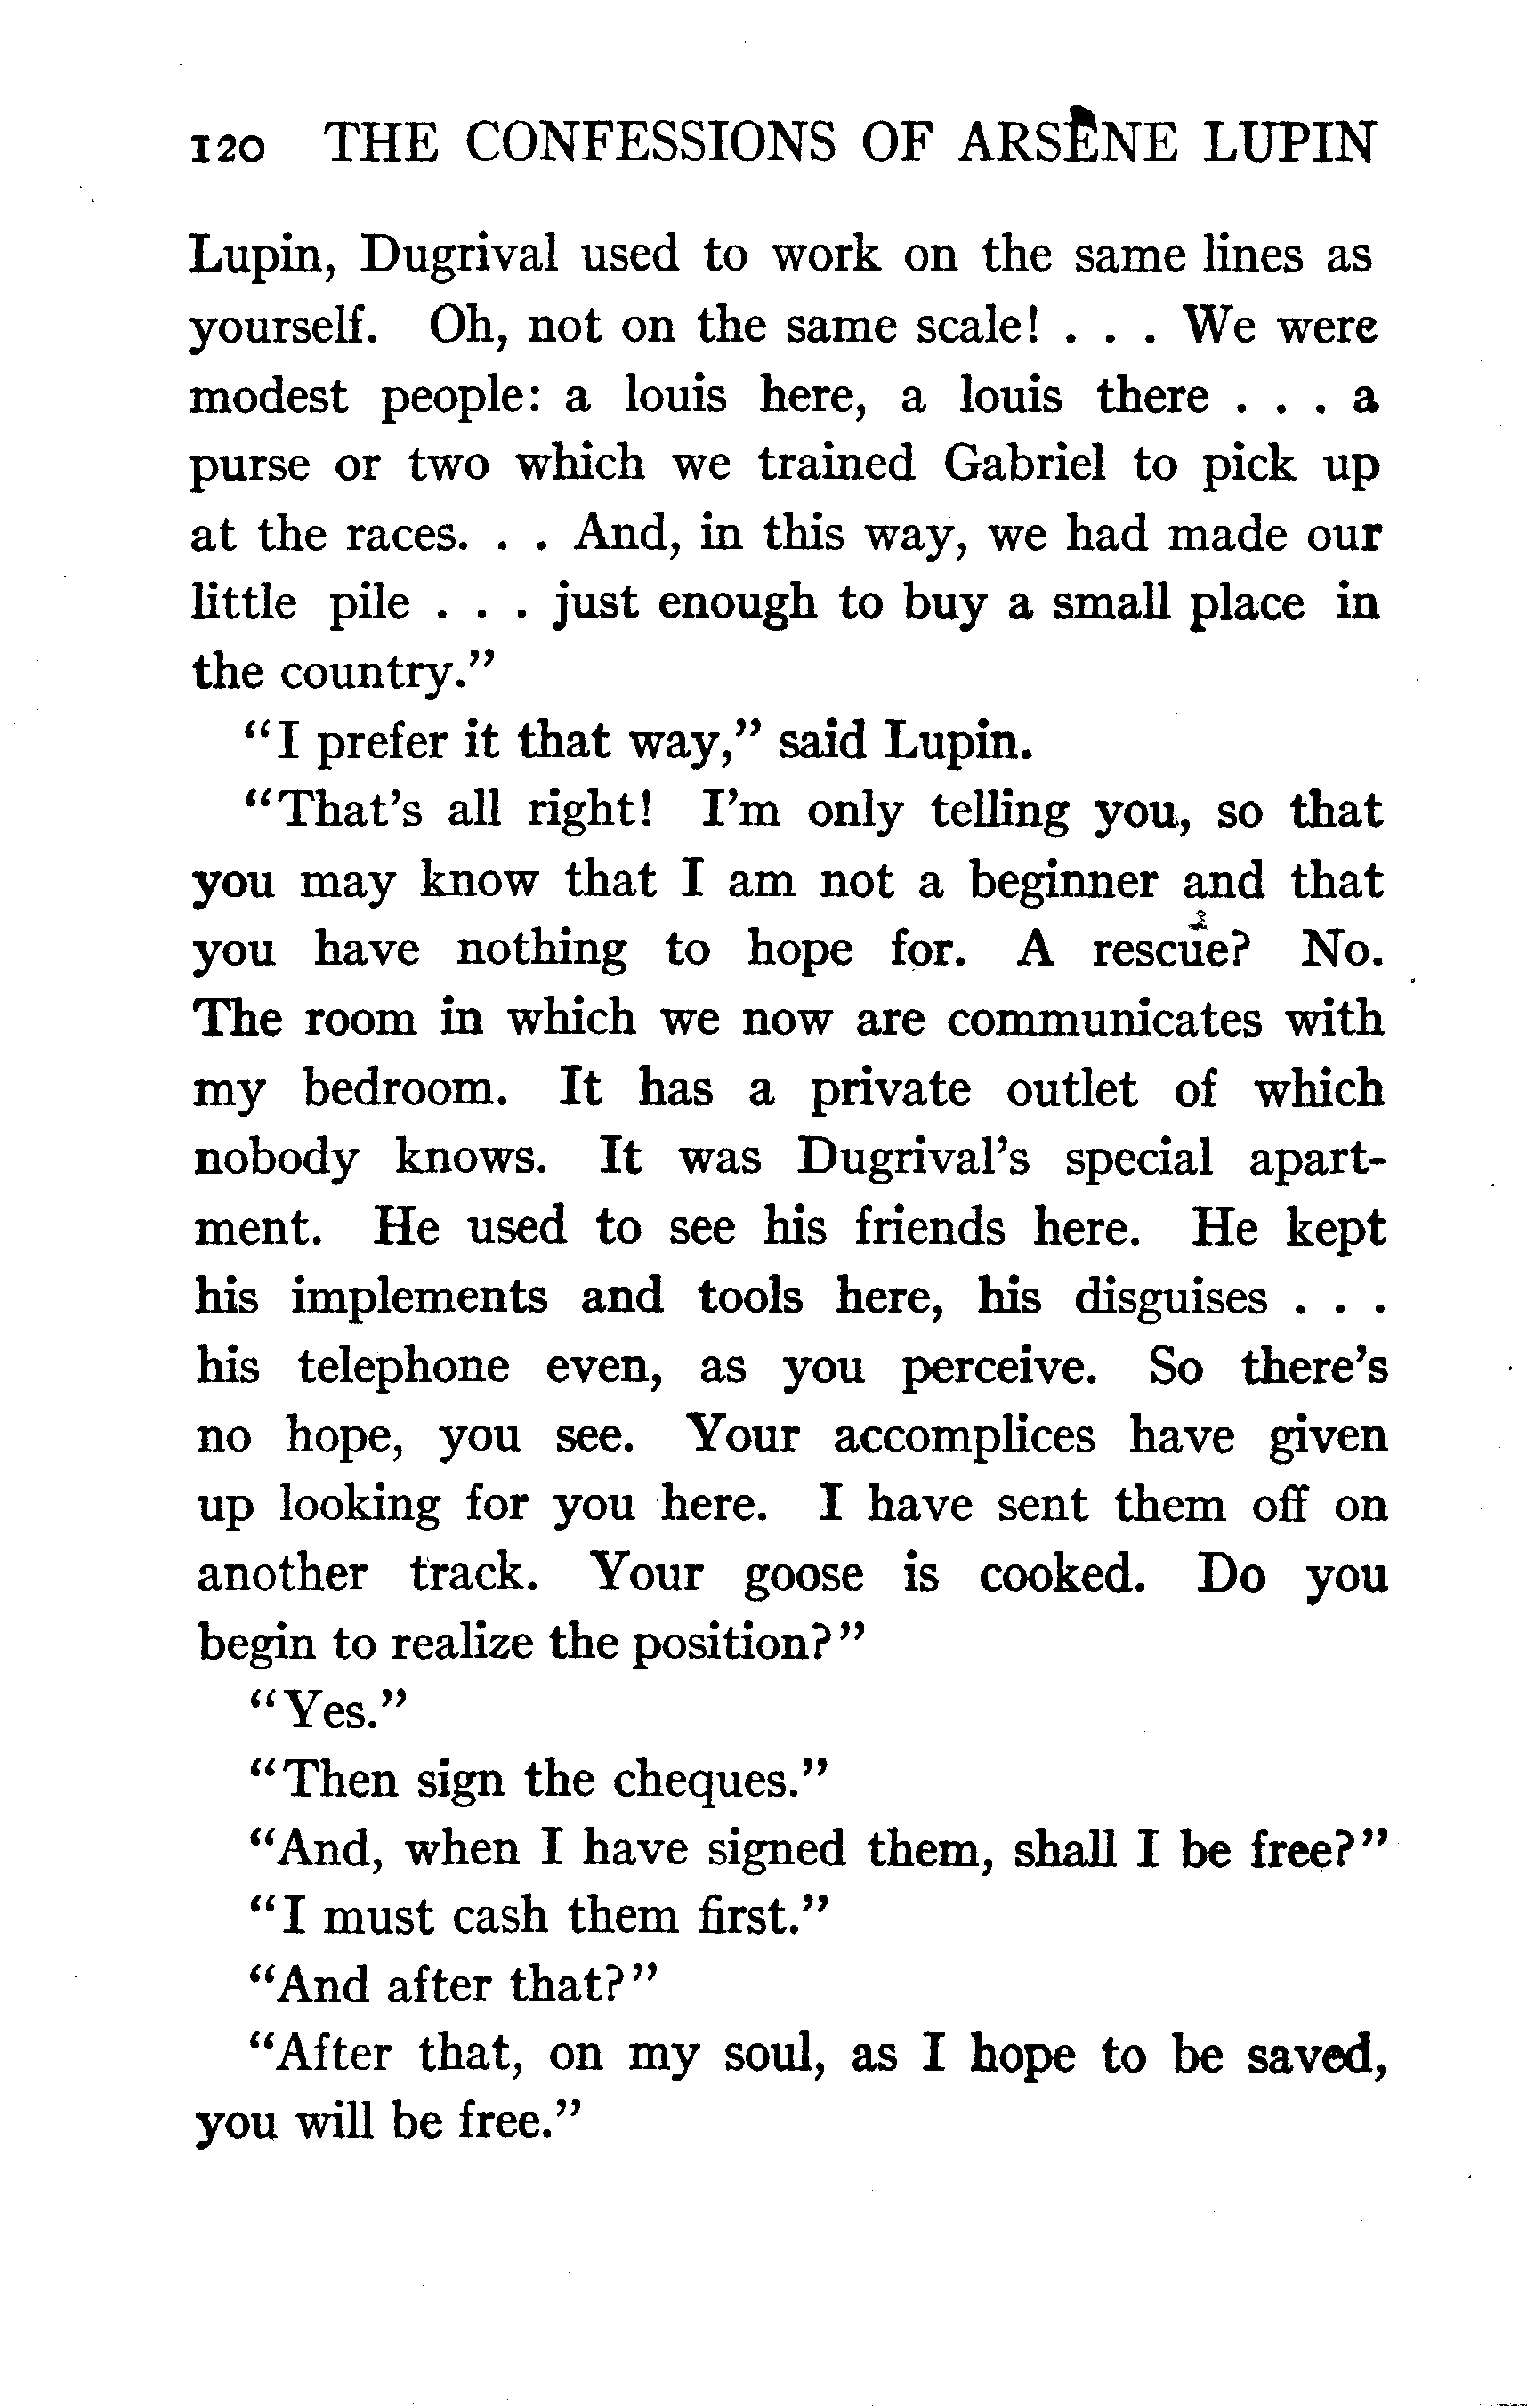 120 THE CONFESSIONS OF ARSÈNE LUPIN
Lupin, Dugrival used to work on the same lines as
yourself. Oh, not on the same scale! . . . We were
modest people: a louis here, a louis there . . . a
purse or two which we trained Gabriel to pick up
at the races. . . And, in this way, we had made our
little pile . . . just enough to buy a small place in
the country."
"I prefer it that way," said Lupin.
"That's all right! I'm only telling you, so that
you may know that I am not a beginner and that
you have nothing to hope for. A rescue? No.
The room in which we now are communicates with
my bedroom. It has a private outlet of which
nobody knows. It was Dugrival's special apart-
ment. He used to see his friends here. He kept
his implements and tools here, his disguises . . .
his telephone even, as you perceive. So there's
no hope, you see. Your accomplices have given
up looking for you here. I have sent them off on
another track. Your goose is cooked. Do you
begin to realize the position?"
"Yes."
"Then sign the cheques."
"And, when I have signed them, shall I be free?"
"I must cash them first."
"And after that?"
"After that, on my soul, as I hope to be saved,
you will be free."